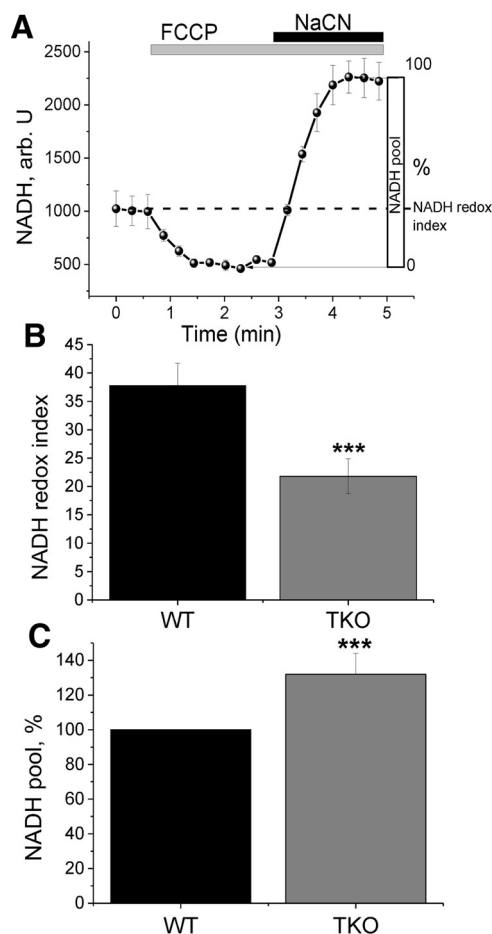 A
FCCP
NaCN
NADH, arb. U
2500
2000
1500
1000
500
100
NADH pool
%
NADH redox
index
0
0 1 2 3 4 5
Time (min)
B
NADH redox index
45
40
35
30
25
20
15
10
5
0
***
WT TKO
C
NADH pool, %
140
120
100
80
60
40
20
0
***
WT TKO